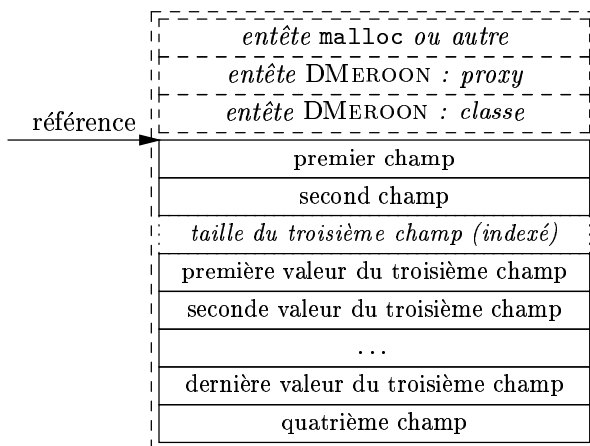 entête malloc ou autre
entête DMEROON : proxy
entête DMEROON : classe
référence
premier champ
second champ
taille du troisième champ (indexé)
première valeur du troisième champ
seconde valeur du troisième champ
...
dernière valeur du troisième champ
quatrième champ